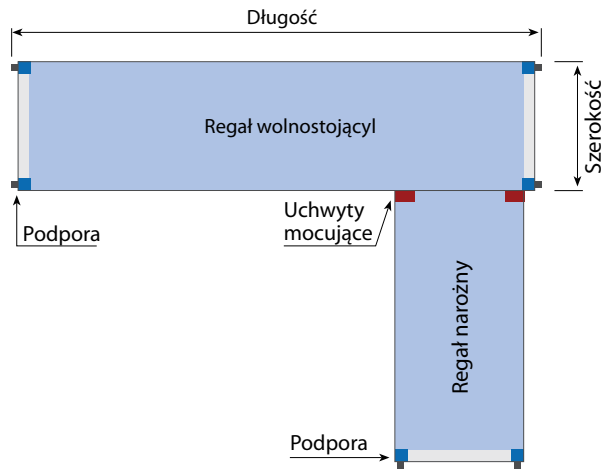 Długość
Regał wolnostojącyl
Szerokość
Podpora
Uchwyty
mocujące
Regał narożny
Podpora